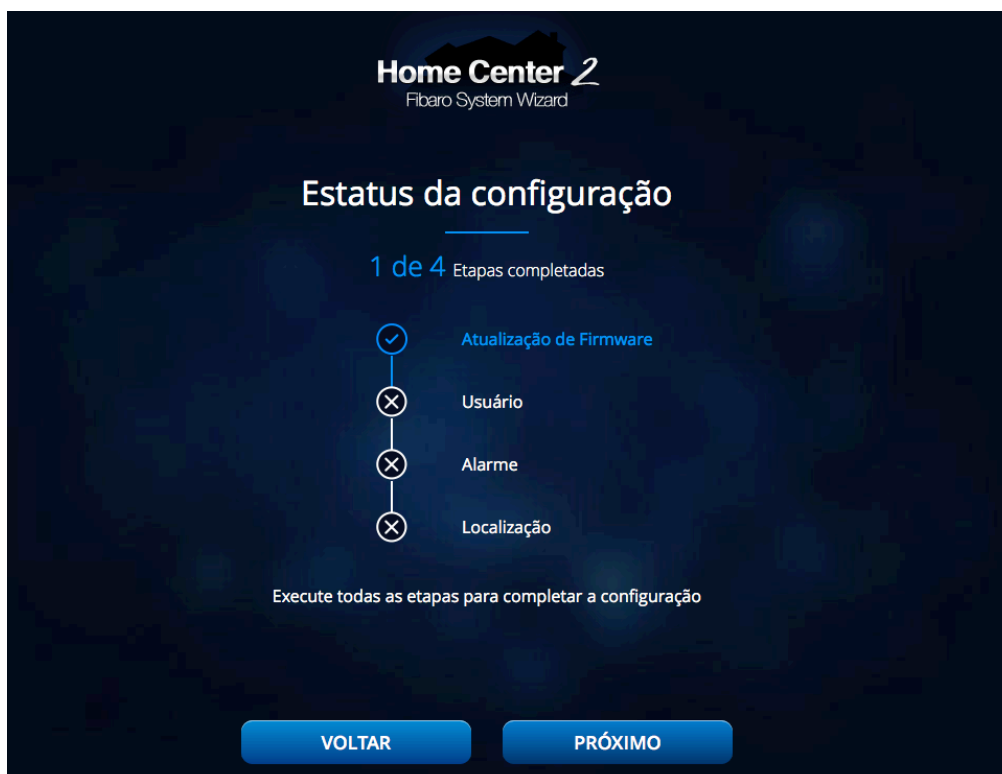 Home Center 2
Fibaro System Wizard
Estatus da configuração
1 de 4 Etapas completadas
Atualização de Firmware
Usuário
Alarme
Localização
Execute todas as etapas para completar a configuração
VOLTAR PRÓXIMO